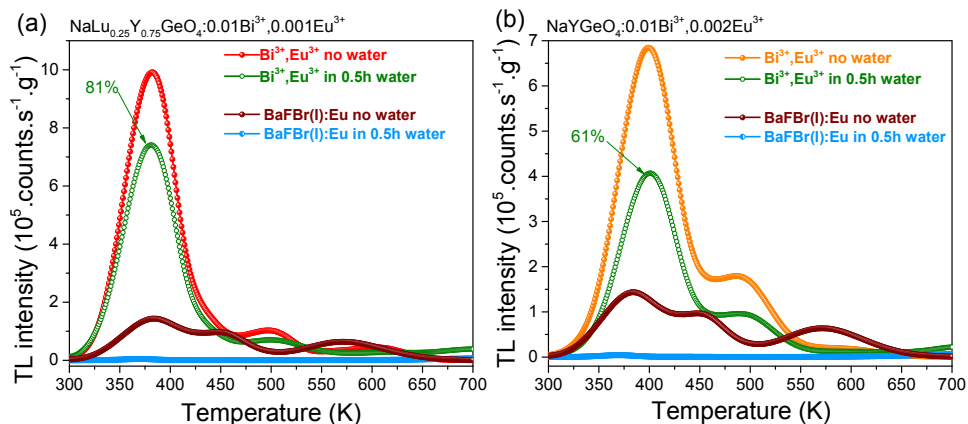 (a)
NaLu0.25Y0.75GeO4:0.01Bi³⁺,0.001Eu³⁺
Bi³⁺,Eu³⁺ no water
Bi³⁺,Eu³⁺ in 0.5h water
BaFBr(I):Eu no water
BaFBr(I):Eu in 0.5h water
81%
TL intensity (10⁵.counts.s⁻¹.g⁻¹)
10
8
6
4
2
0
300 350 400 450 500 550 600 650 700
Temperature (K)
(b)
NaYGeO4:0.01Bi³⁺,0.002Eu³⁺
Bi³⁺,Eu³⁺ no water
Bi³⁺,Eu³⁺ in 0.5h water
BaFBr(I):Eu no water
BaFBr(I):Eu in 0.5h water
61%
TL intensity (10⁵.counts.s⁻¹.g⁻¹)
7
6
5
4
3
2
1
0
300 350 400 450 500 550 600 650 700
Temperature (K)